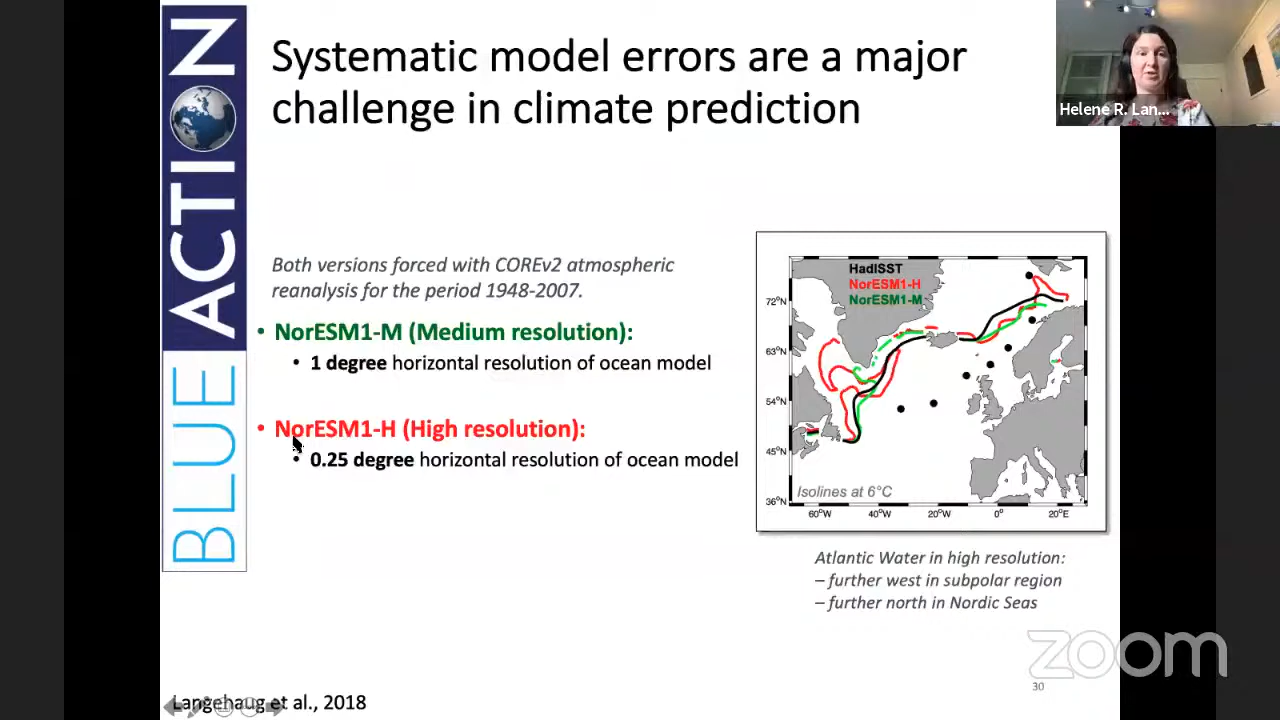 Systematic model errors are a major
challenge in climate prediction
Helene R. Lan...
BLUE ACTION
Both versions forced with COREv2 atmospheric
reanalysis for the period 1948-2007.
• NorESM1-M (Medium resolution):
• 1 degree horizontal resolution of ocean model
• NorESM1-H (High resolution):
• 0.25 degree horizontal resolution of ocean model
HadISST
NorESM1-H
NorESM1-M
72°N
63°N
54°N
45°N
36°N
Isolines at 6°C
60°W 40°W 20°W 0° 20°E
Atlantic Water in high resolution:
– further west in subpolar region
– further north in Nordic Seas
zoom
30
Langehaug et al., 2018